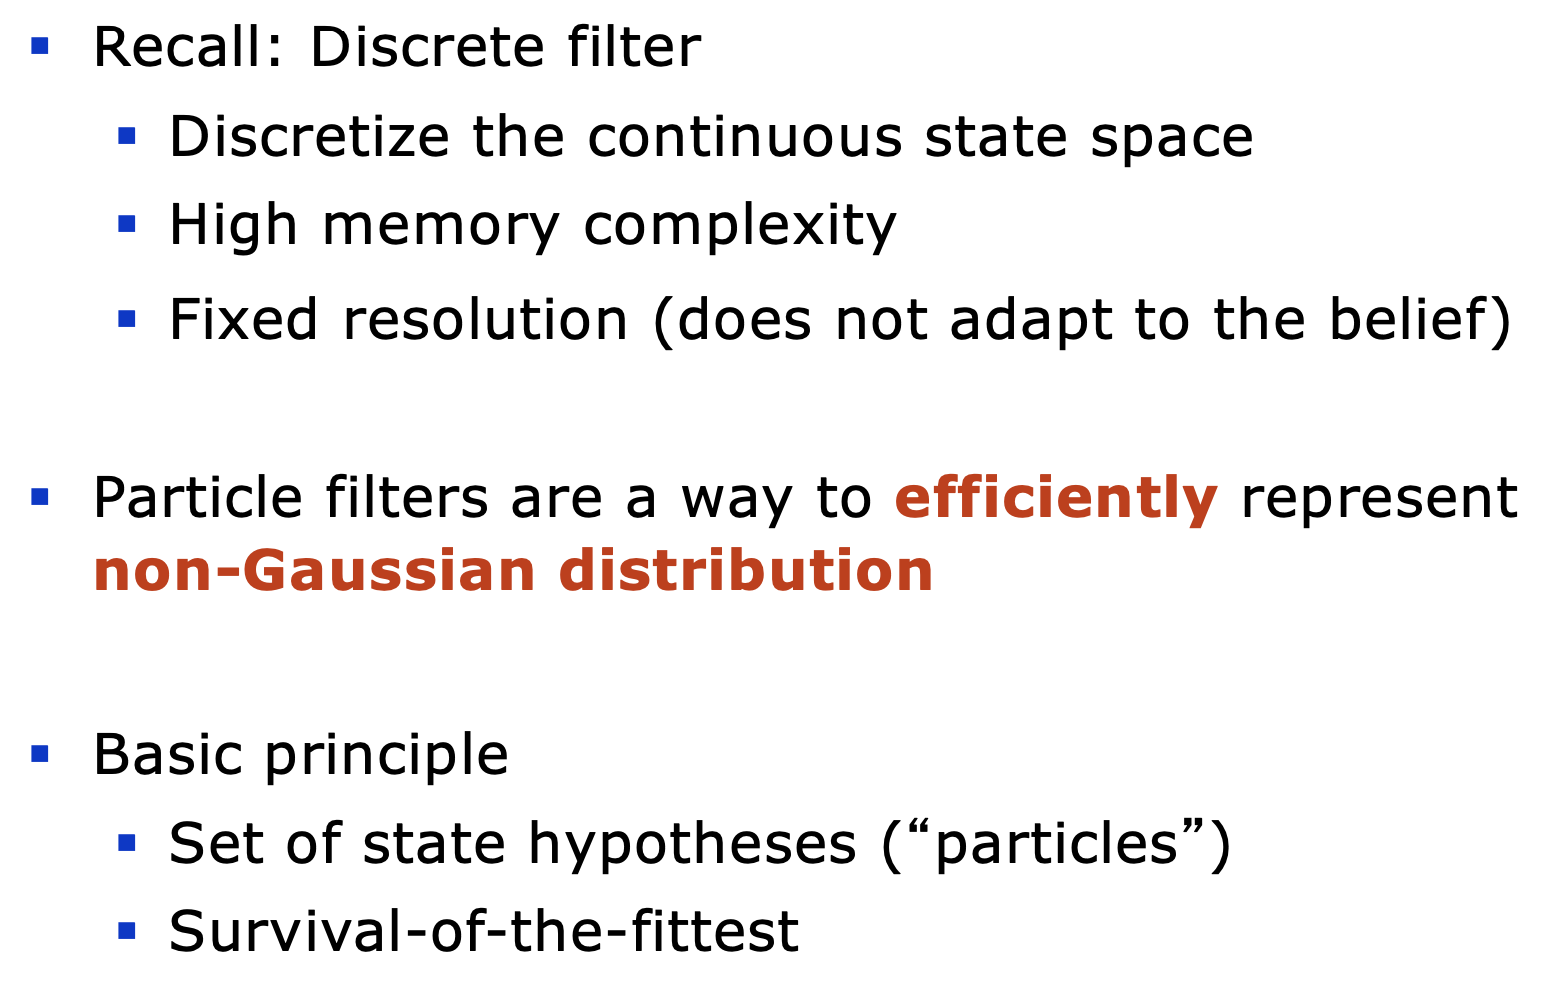 Recall: Discrete filter
Discretize the continuous state space
High memory complexity
Fixed resolution (does not adapt to the belief)
Particle filters are a way to efficiently represent
non-Gaussian distribution
Basic principle
Set of state hypotheses (“particles”)
Survival-of-the-fittest